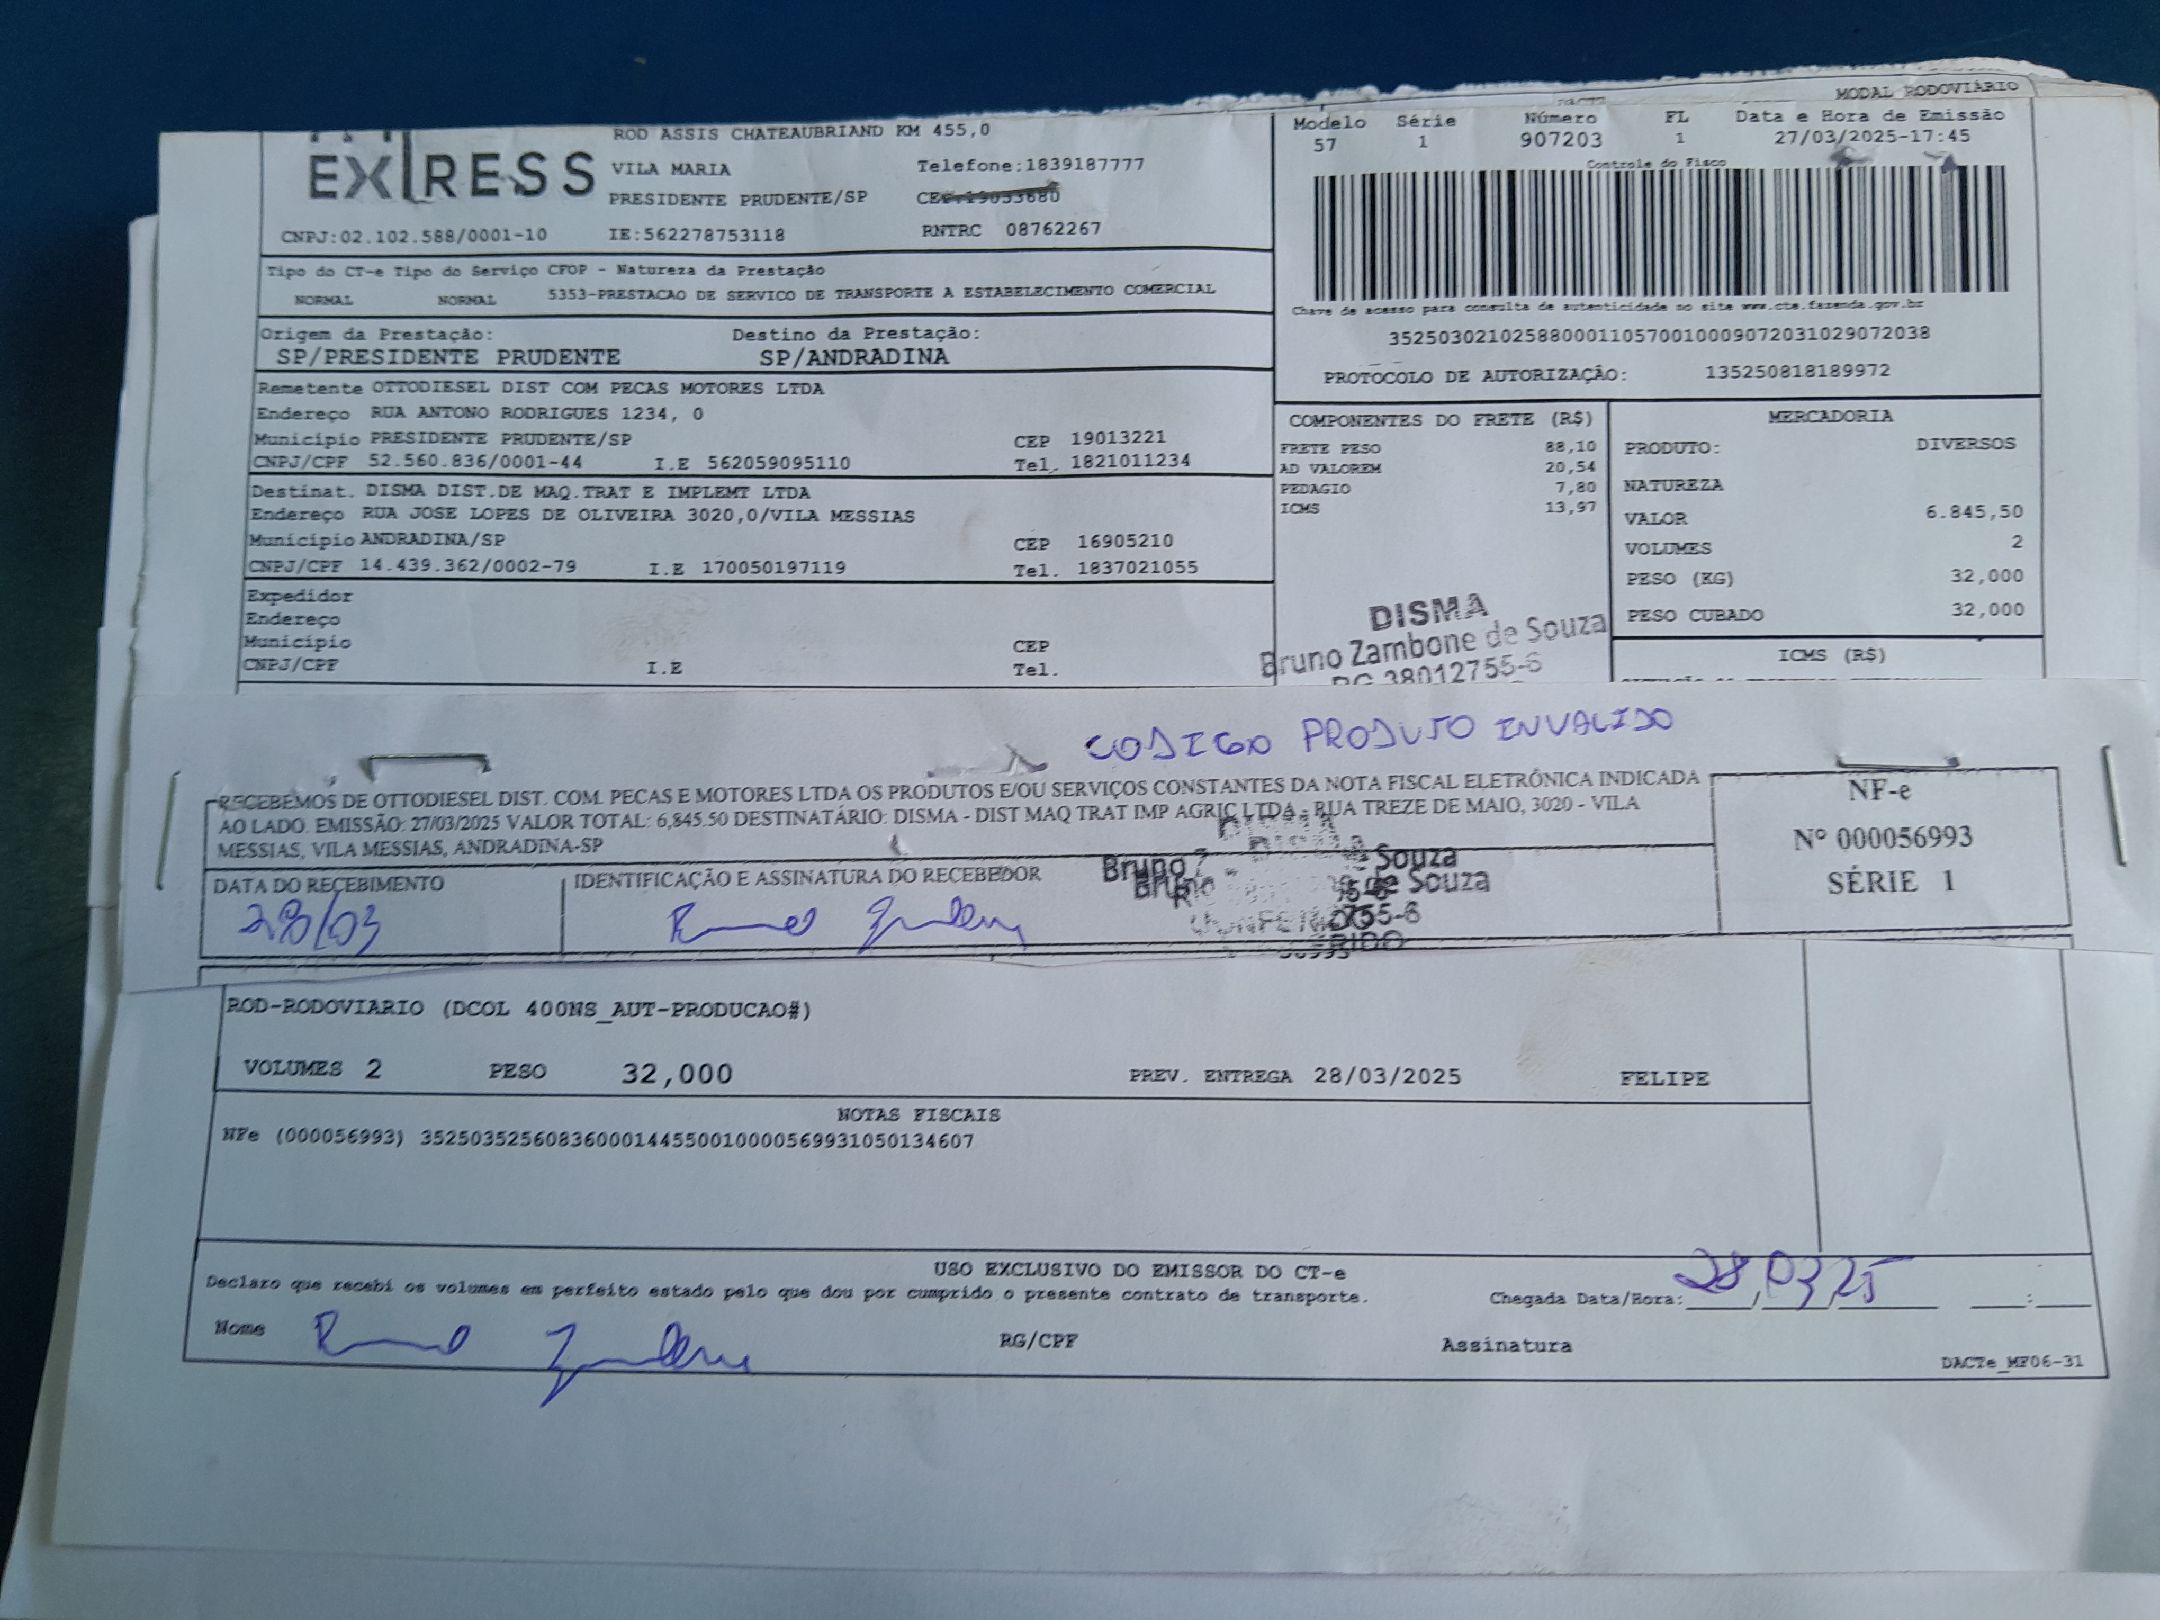 MODAL RODOVIÁRIO
EXPRESS
ROD ASSIS CHATEAUBRIAND KM 455,0
VILA MARIA Telefone:1839187777
PRESIDENTE PRUDENTE/SP CEP:19053680
CNPJ:02.102.588/0001-10 IE:562278753118 RNTRC 08762267
Modelo Série Número FL Data e Hora de Emissão
57 1 907203 1 27/03/2025-17:45
Controle do Fisco
Chave de acesso para consulta de autenticidade no site www.cte.fazenda.gov.br
35250302102588000110570010009072031029072038
PROTOCOLO DE AUTORIZAÇÃO: 135250818189972
Tipo do CT-e Tipo do Serviço CFOP - Natureza da Prestação
NORMAL NORMAL 5353-PRESTACAO DE SERVICO DE TRANSPORTE A ESTABELECIMENTO COMERCIAL
Origem da Prestação: Destino da Prestação:
SP/PRESIDENTE PRUDENTE SP/ANDRADINA
Remetente OTTODIESEL DIST COM PECAS MOTORES LTDA
Endereço RUA ANTONO RODRIGUES 1234, 0
Município PRESIDENTE PRUDENTE/SP CEP 19013221
CNPJ/CPF 52.560.836/0001-44 I.E 562059095110 Tel. 1821011234
Destinat. DISMA DIST.DE MAQ.TRAT E IMPLEMT LTDA
Endereço RUA JOSE LOPES DE OLIVEIRA 3020,0/VILA MESSIAS
Município ANDRADINA/SP CEP 16905210
CNPJ/CPF 14.439.362/0002-79 I.E 170050197119 Tel. 1837021055
Expedidor
Endereço
Município CEP
CNPJ/CPF I.E Tel.
COMPONENTES DO FRETE (R$)
FRETE PESO 88,10
AD VALOREM 20,54
PEDAGIO 7,80
ICMS 13,97
MERCADORIA
PRODUTO: DIVERSOS
NATUREZA
VALOR 6.845,50
VOLUMES 2
PESO (KG) 32,000
PESO CUBADO 32,000
ICMS (R$)
DISMA
Bruno Zambone de Souza
RG 38012755-6
CODIGO PRODUTO INVALIDO
RECEBEMOS DE OTTODIESEL DIST. COM. PECAS E MOTORES LTDA OS PRODUTOS E/OU SERVIÇOS CONSTANTES DA NOTA FISCAL ELETRÔNICA INDICADA
AO LADO. EMISSÃO: 27/03/2025 VALOR TOTAL: 6,845.50 DESTINATÁRIO: DISMA - DIST MAQ TRAT IMP AGRIC LTDA - RUA TREZE DE MAIO, 3020 - VILA
MESSIAS, VILA MESSIAS, ANDRADINA-SP
NF-e
Nº 000056993
SÉRIE 1
DATA DO RECEBIMENTO IDENTIFICAÇÃO E ASSINATURA DO RECEBEDOR
28/03
Bruno Souza
Bruno de Souza
755-6
ROD-RODOVIARIO (DCOL 400NS_AUT-PRODUCAO#)
VOLUMES 2 PESO 32,000 PREV. ENTREGA 28/03/2025 FELIPE
NOTAS FISCAIS
NFe (000056993) 35250352560836000144550010000569931050134607
USO EXCLUSIVO DO EMISSOR DO CT-e
Declaro que recebi os volumes em perfeito estado pelo que dou por cumprido o presente contrato de transporte.
Chegada Data/Hora: 28/03/25 :
Nome RG/CPF Assinatura
DACTe_MF06-31